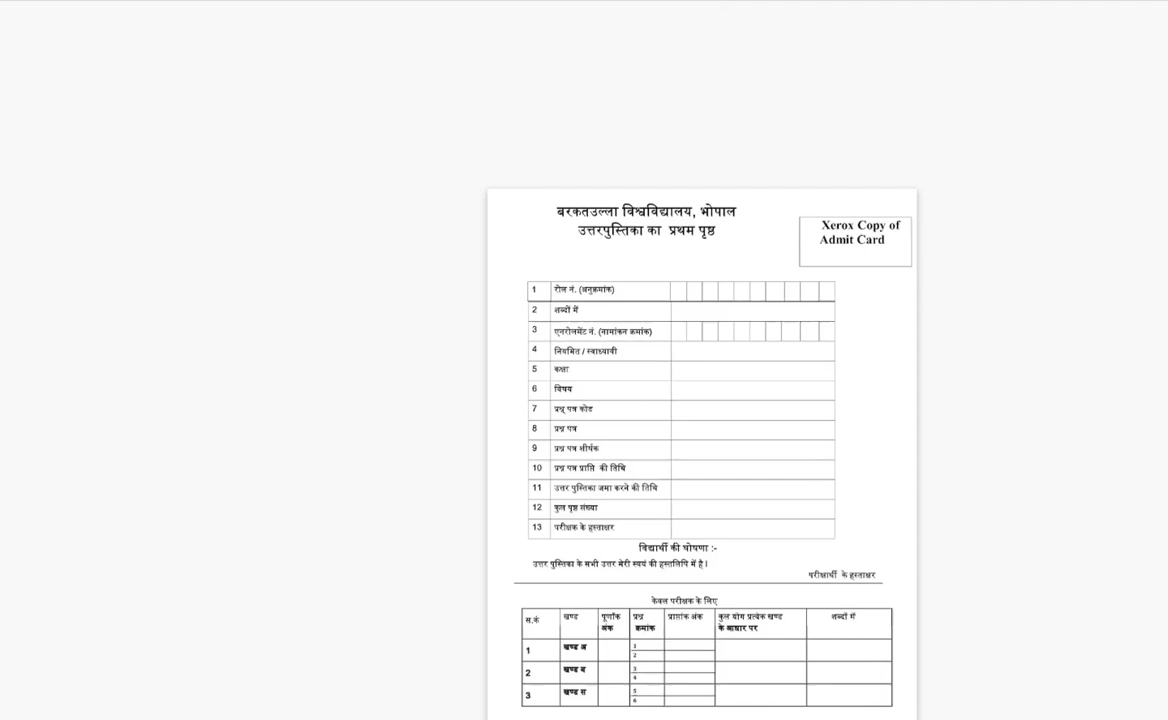 बरकतउल्ला विश्वविद्यालय, भोपाल
उत्तरपुस्तिका का प्रथम पृष्ठ
Xerox Copy of
Admit Card
1 रोल नं. (अनुक्रमांक)
2 शब्दों में
3 एनरोलमेंट नं. (नामांकन क्रमांक)
4 नियमित / स्वाध्यायी
5 कक्षा
6 विषय
7 प्रश्न पत्र कोड
8 प्रश्न पत्र
9 प्रश्न पत्र शीर्षक
10 प्रश्न पत्र प्राप्ति की तिथि
11 उत्तर पुस्तिका जमा करने की तिथि
12 कुल पृष्ठ संख्या
13 परीक्षक के हस्ताक्षर
विद्यार्थी की घोषणा :-
उत्तर पुस्तिका के सभी उत्तर मेरी स्वयं की हस्तलिपि में है।
परीक्षार्थी के हस्ताक्षर
केवल परीक्षक के लिए
स.कं खण्ड पूर्णांक प्रश्न प्राप्तांक अंक कुल योग प्रत्येक खण्ड शब्दों में
अंक क्रमांक के आधार पर
1 खण्ड अ 1
2
2 खण्ड ब 3
4
3 खण्ड स 5
6